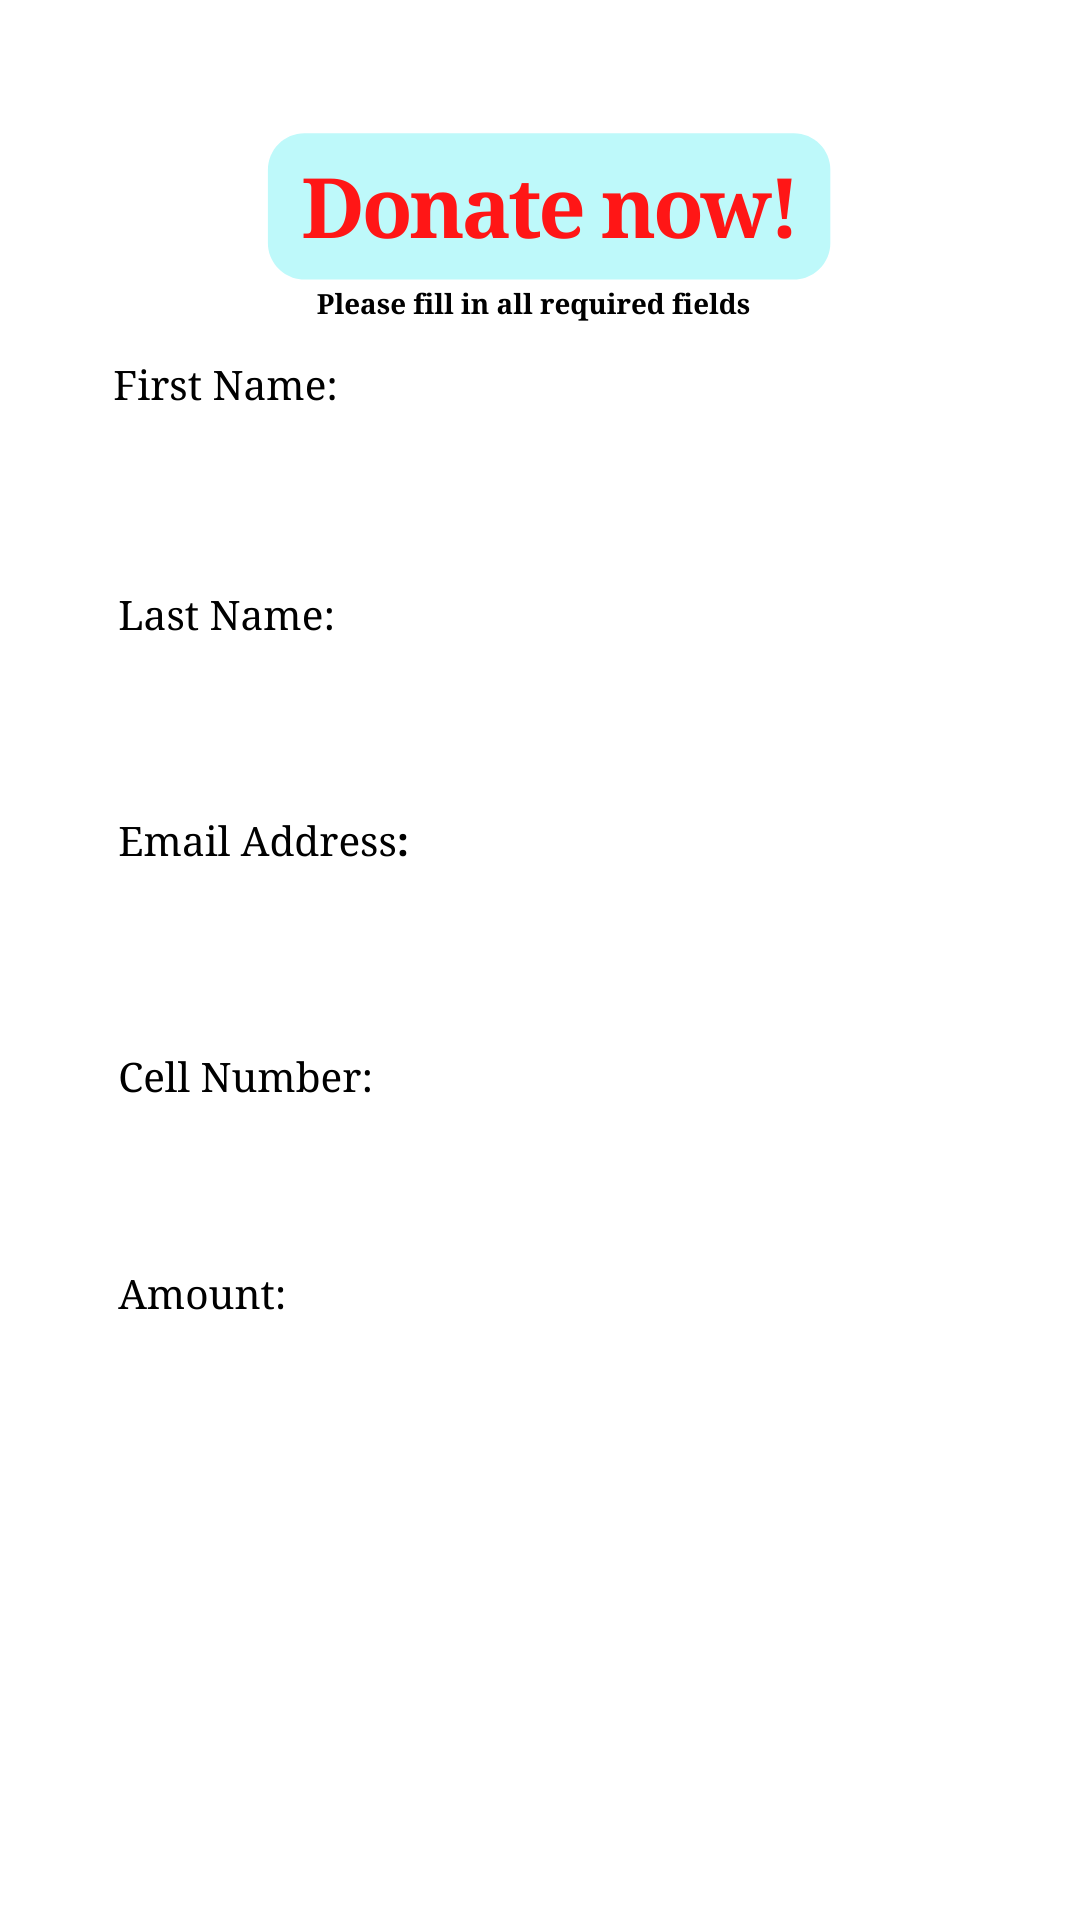 Donate now!
Please fill in all required fields
First Name:
Last Name:
Email Address:
Cell Number:
Amount: